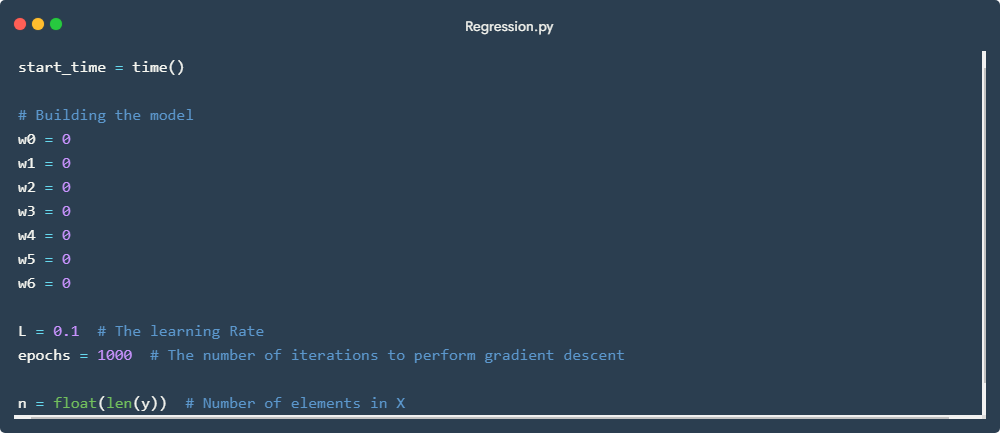 Regression.py
start_time = time()
# Building the model
w0 = 0
w1 = 0
w2 = 0
w3 = 0
w4 = 0
w5 = 0
w6 = 0
L = 0.1  # The learning Rate
epochs = 1000  # The number of iterations to perform gradient descent
n = float(len(y))  # Number of elements in X